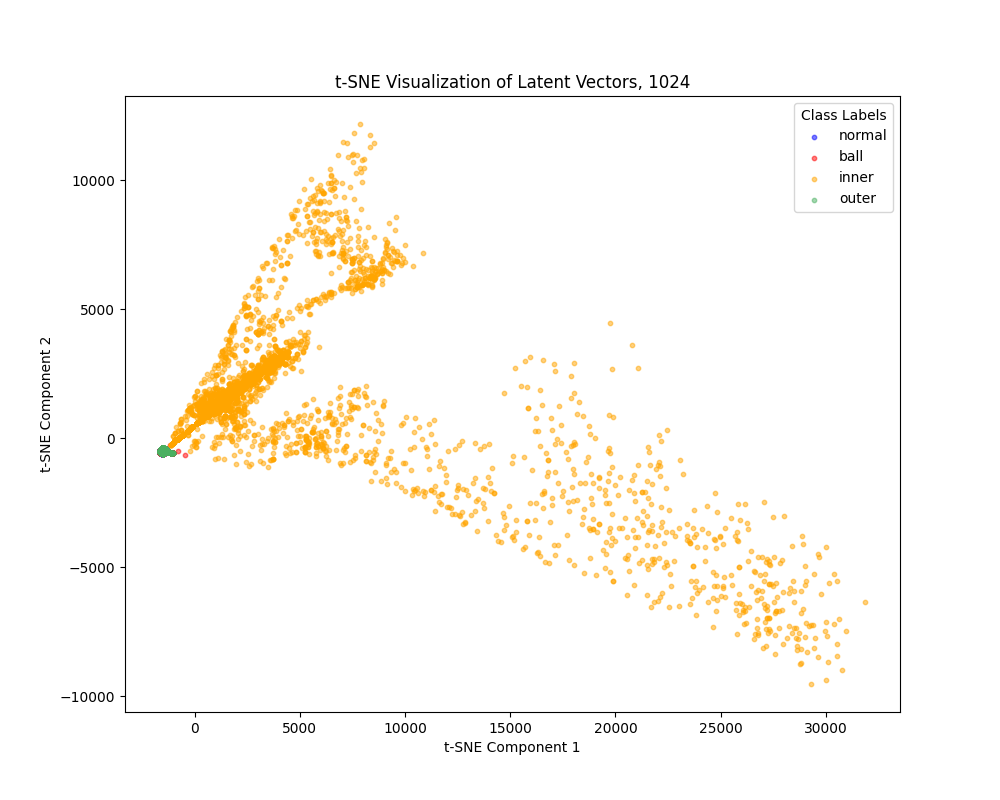 t-SNE Visualization of Latent Vectors, 1024
Class Labels
normal
ball
inner
outer
10000
5000
0
−5000
−10000
t-SNE Component 2
0
5000
10000
15000
20000
25000
30000
t-SNE Component 1